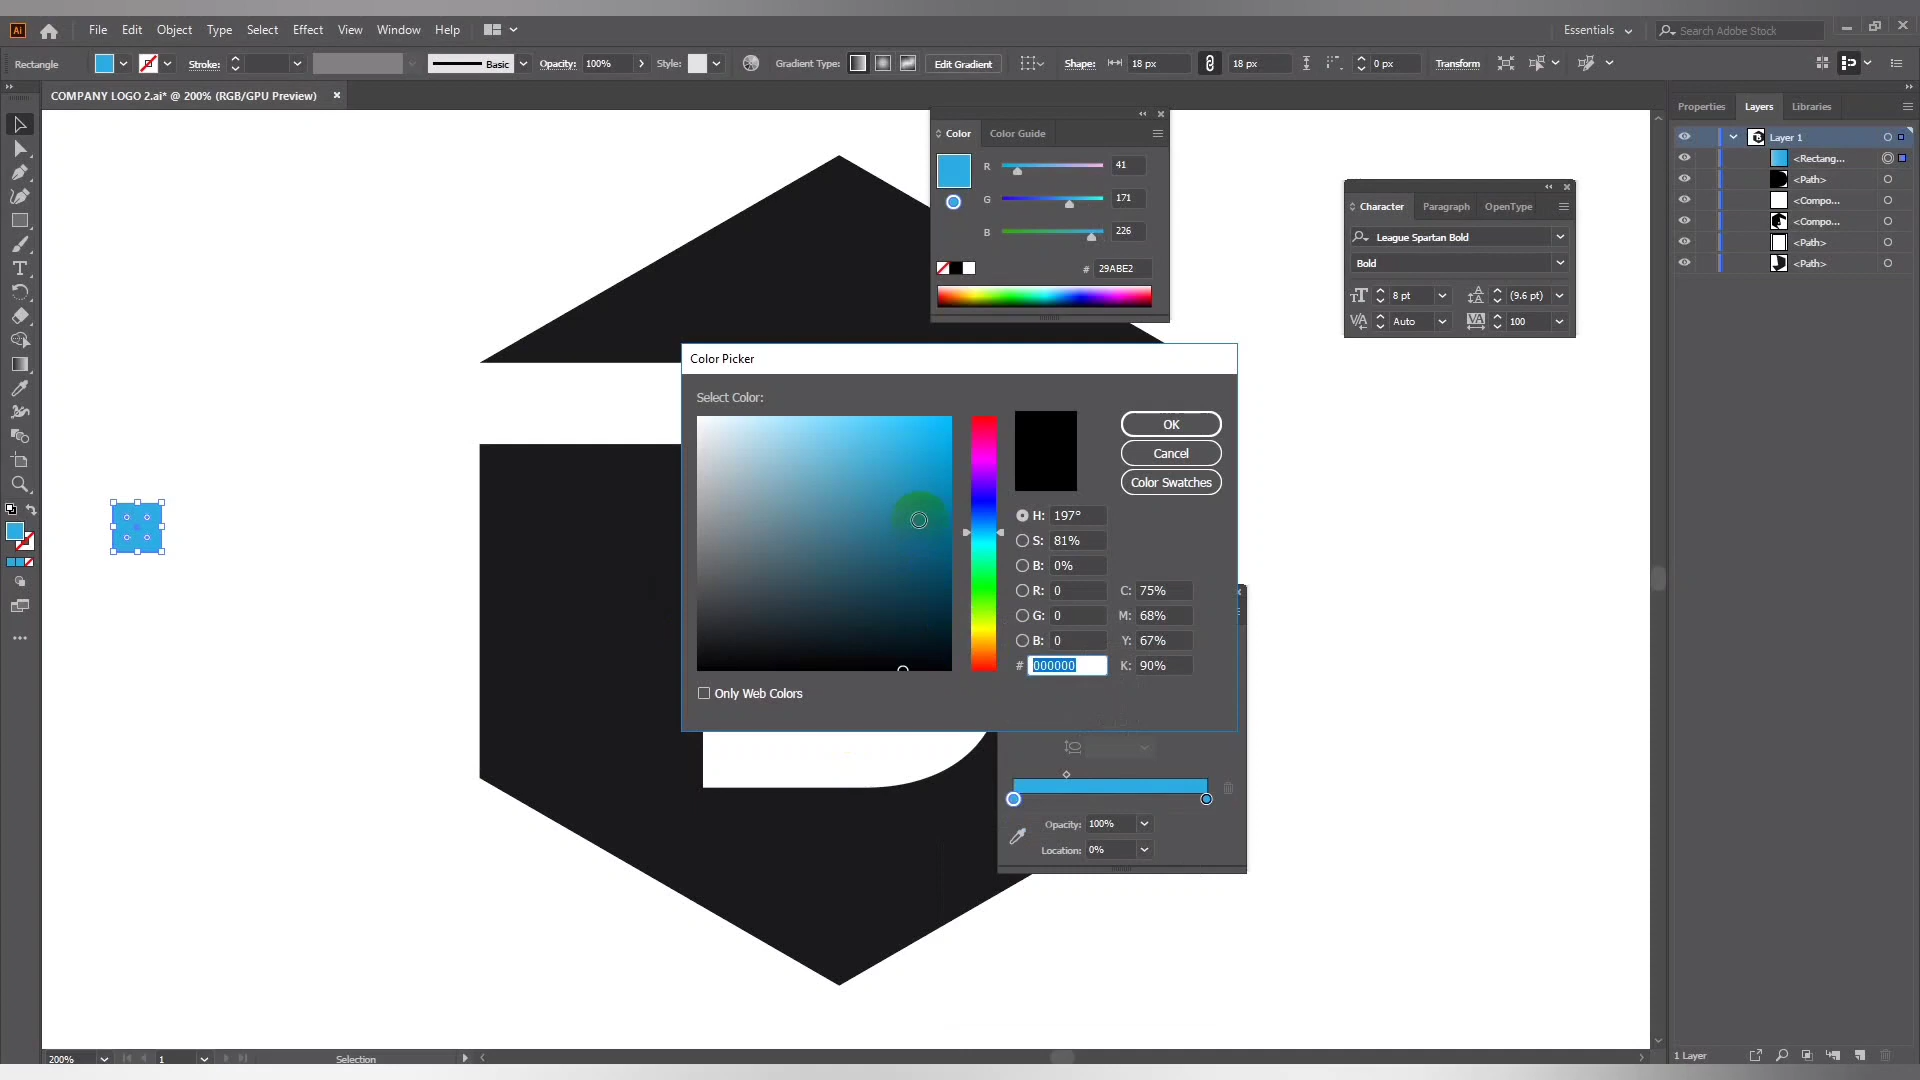 Ai File Edit Object Type Select Effect View Window Help Essentials Search Adobe Stock
Rectangle Stroke: Basic Opacity: 100% Style: Gradient Type: Edit Gradient Shape: 18 px 18 px 0 px Transform
COMPANY LOGO 2.ai* @ 200% (RGB/GPU Preview) ×
Properties Layers Libraries
Layer 1
<Rectang...
<Path>
<Compo...
<Compo...
<Path>
<Path>
Color Color Guide
R 41
G 171
B 226
# 29ABE2
Character Paragraph OpenType
League Spartan Bold
Bold
8 pt (9.6 pt)
Auto 100
Color Picker
Select Color:
OK
Cancel
Color Swatches
H: 197°
S: 81%
B: 0%
R: 0 C: 75%
G: 0 M: 68%
B: 0 Y: 67%
# 000000 K: 90%
Only Web Colors
Opacity: 100%
Location: 0%
200% 1 Selection
1 Layer